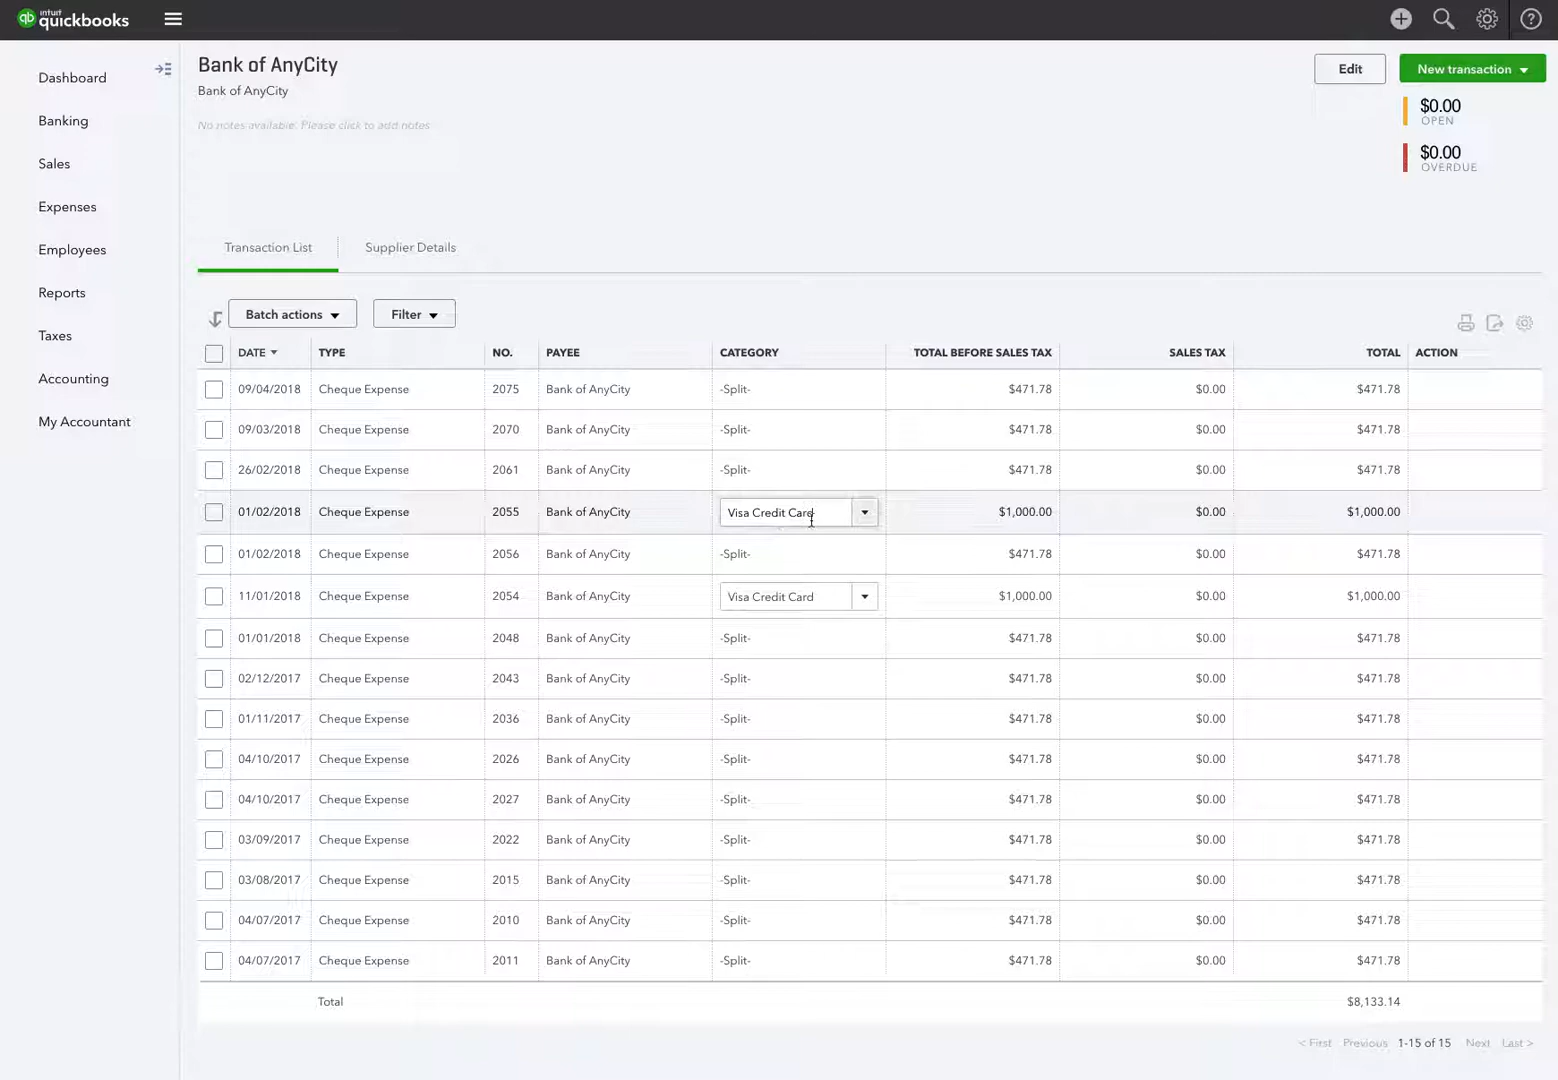 intuit
quickbooks
Dashboard
Banking
Sales
Expenses
Employees
Reports
Taxes
Accounting
My Accountant
Bank of AnyCity
Bank of AnyCity
No notes available. Please click to add notes
Edit
New transaction
$0.00
OPEN
$0.00
OVERDUE
Transaction List Supplier Details
Batch actions Filter
DATE TYPE NO. PAYEE CATEGORY TOTAL BEFORE SALES TAX SALES TAX TOTAL ACTION
09/04/2018 Cheque Expense 2075 Bank of AnyCity -Split- $471.78 $0.00 $471.78
09/03/2018 Cheque Expense 2070 Bank of AnyCity -Split- $471.78 $0.00 $471.78
26/02/2018 Cheque Expense 2061 Bank of AnyCity -Split- $471.78 $0.00 $471.78
01/02/2018 Cheque Expense 2055 Bank of AnyCity Visa Credit Card $1,000.00 $0.00 $1,000.00
01/02/2018 Cheque Expense 2056 Bank of AnyCity -Split- $471.78 $0.00 $471.78
11/01/2018 Cheque Expense 2054 Bank of AnyCity Visa Credit Card $1,000.00 $0.00 $1,000.00
01/01/2018 Cheque Expense 2048 Bank of AnyCity -Split- $471.78 $0.00 $471.78
02/12/2017 Cheque Expense 2043 Bank of AnyCity -Split- $471.78 $0.00 $471.78
01/11/2017 Cheque Expense 2036 Bank of AnyCity -Split- $471.78 $0.00 $471.78
04/10/2017 Cheque Expense 2026 Bank of AnyCity -Split- $471.78 $0.00 $471.78
04/10/2017 Cheque Expense 2027 Bank of AnyCity -Split- $471.78 $0.00 $471.78
03/09/2017 Cheque Expense 2022 Bank of AnyCity -Split- $471.78 $0.00 $471.78
03/08/2017 Cheque Expense 2015 Bank of AnyCity -Split- $471.78 $0.00 $471.78
04/07/2017 Cheque Expense 2010 Bank of AnyCity -Split- $471.78 $0.00 $471.78
04/07/2017 Cheque Expense 2011 Bank of AnyCity -Split- $471.78 $0.00 $471.78
Total $8,133.14
< First Previous 1-15 of 15 Next Last >